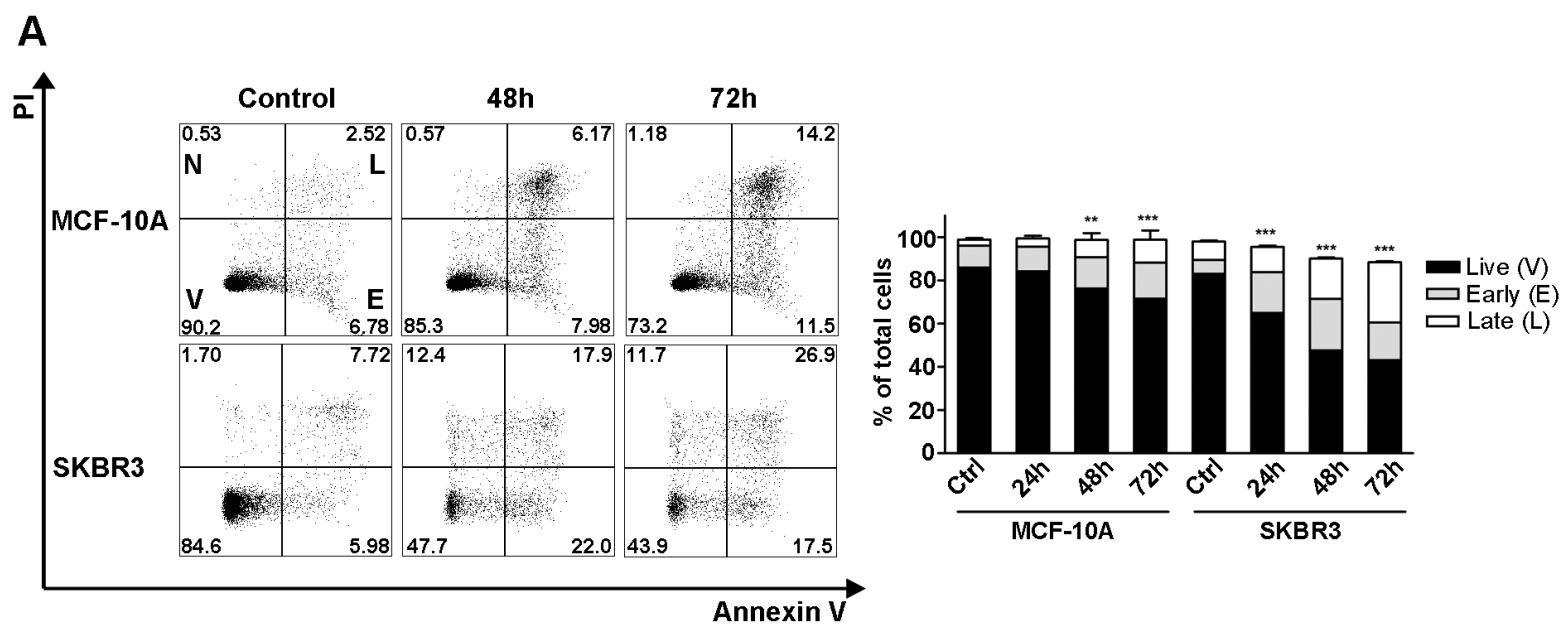 A
PI
Control 48h 72h
0.53 2.52 0.57 6.17 1.18 14.2
N L
MCF-10A
V E
90.2 6.78 85.3 7.98 73.2 11.5
1.70 7.72 12.4 17.9 11.7 26.9
SKBR3
84.6 5.98 47.7 22.0 43.9 17.5
Annexin V
% of total cells
100
80
60
40
20
0
** *** *** *** ***
Ctrl 24h 48h 72h Ctrl 24h 48h 72h
MCF-10A SKBR3
Live (V)
Early (E)
Late (L)